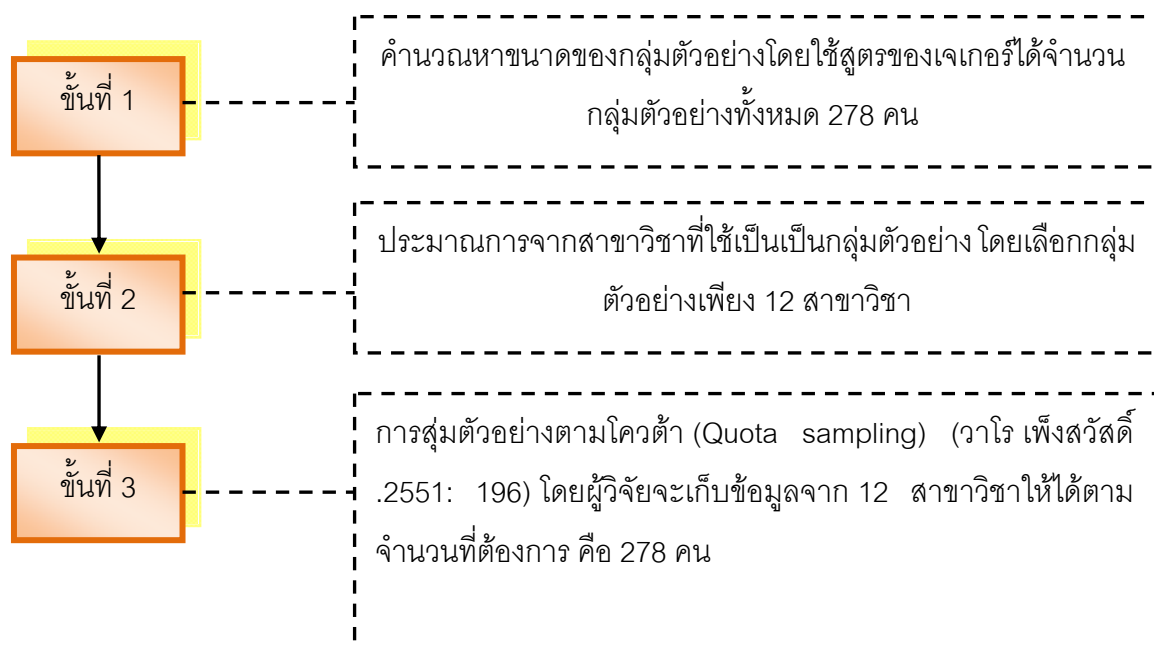 ขั้นที่ 1
คำนวณหาขนาดของกลุ่มตัวอย่างโดยใช้สูตรของเจเกอร์ได้จำนวน
กลุ่มตัวอย่างทั้งหมด 278 คน
ขั้นที่ 2
ประมาณการจากสาขาวิชาที่ใช้เป็นเป็นกลุ่มตัวอย่าง โดยเลือกกลุ่ม
ตัวอย่างเพียง 12 สาขาวิชา
ขั้นที่ 3
การสุ่มตัวอย่างตามโควต้า (Quota sampling) (วาโร เพ็งสวัสดิ์
.2551: 196) โดยผู้วิจัยจะเก็บข้อมูลจาก 12 สาขาวิชาให้ได้ตาม
จำนวนที่ต้องการ คือ 278 คน